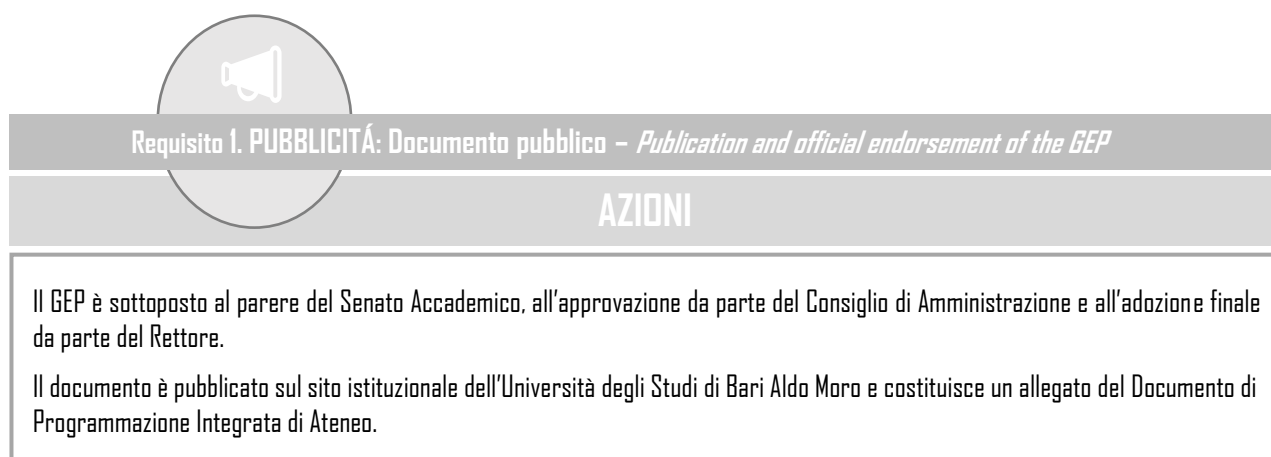 Requisito 1. PUBBLICITÁ: Documento pubblico – Publication and official endorsement of the GEP
AZIONI
Il GEP è sottoposto al parere del Senato Accademico, all'approvazione da parte del Consiglio di Amministrazione e all'adozione finale
da parte del Rettore.
Il documento è pubblicato sul sito istituzionale dell'Università degli Studi di Bari Aldo Moro e costituisce un allegato del Documento di
Programmazione Integrata di Ateneo.